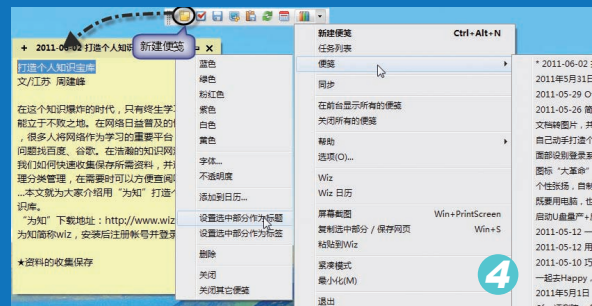 + 2011-06-02 打造个人知识
x
新建便笺
打造个人知识宝库
文/江苏 周建峰
在这个知识爆炸的时代，只有终生学
能立于不败之地。在网络日益普及的
，很多人将网络作为学习的重要平台
问题找百度、谷歌。在浩瀚的知识网
我们如何快速收集保存所需资料，并
理分类管理，在需要时可以方便查阅
...本文就为大家介绍用“为知”打造个
识库。
“为知”下载地址：http://www.wiz
为知简称wiz，安装后注册帐号并登录
★资料的收集保存
蓝色
绿色
粉红色
紫色
白色
黄色
字体...
不透明度
添加到日历...
设置选中部分作为标题
设置选中部分作为标签
删除
关闭
关闭其它便笺
新建便笺 Ctrl+Alt+N
任务列表
便笺
同步
在前台显示所有的便笺
关闭所有的便笺
帮助
选项(O)...
Wiz
Wiz 日历
屏幕截图 Win+PrintScreen
复制选中部分 / 保存网页 Win+S
粘贴到Wiz
紧凑模式
最小化(M)
退出
* 2011-06-02
2011年5月31日
2011-05-29 O
2011-05-26 简
文档转图片，并
自己动手打造个
面部设别登录系
图标“大革命”
个性张扬，自制
既要用电脑，也
启动U盘量产+
2011-05-12 一
2011-05-12 用
2011-05-10 巧
一起去Happy，
2011年5月1日
4